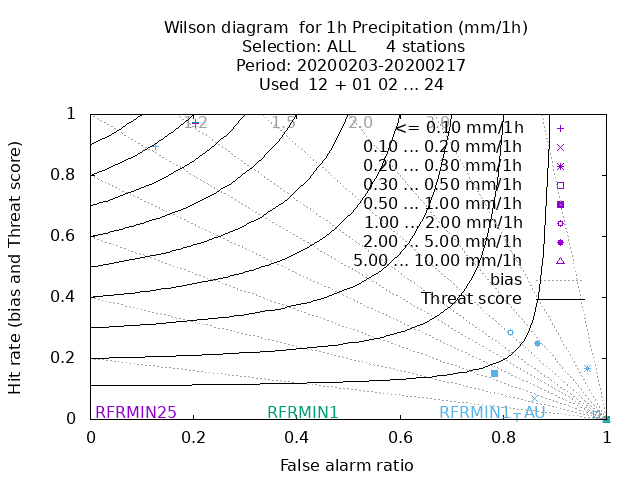 Wilson diagram  for 1h Precipitation (mm/1h)
Selection: ALL      4 stations
Period: 20200203-20200217
Used  12 + 01 02 ... 24
Hit rate (bias and Threat score)
1
0.8
0.6
0.4
0.2
0
1.2
1.5
2.0
<= 0.10 mm/1h
0.10 ... 0.20 mm/1h
0.20 ... 0.30 mm/1h
0.30 ... 0.50 mm/1h
0.50 ... 1.00 mm/1h
1.00 ... 2.00 mm/1h
2.00 ... 5.00 mm/1h
5.00 ... 10.00 mm/1h
bias
Threat score
RFRMIN25
RFRMIN1
RFRMIN1-AU
0 0.2 0.4 0.6 0.8 1
False alarm ratio